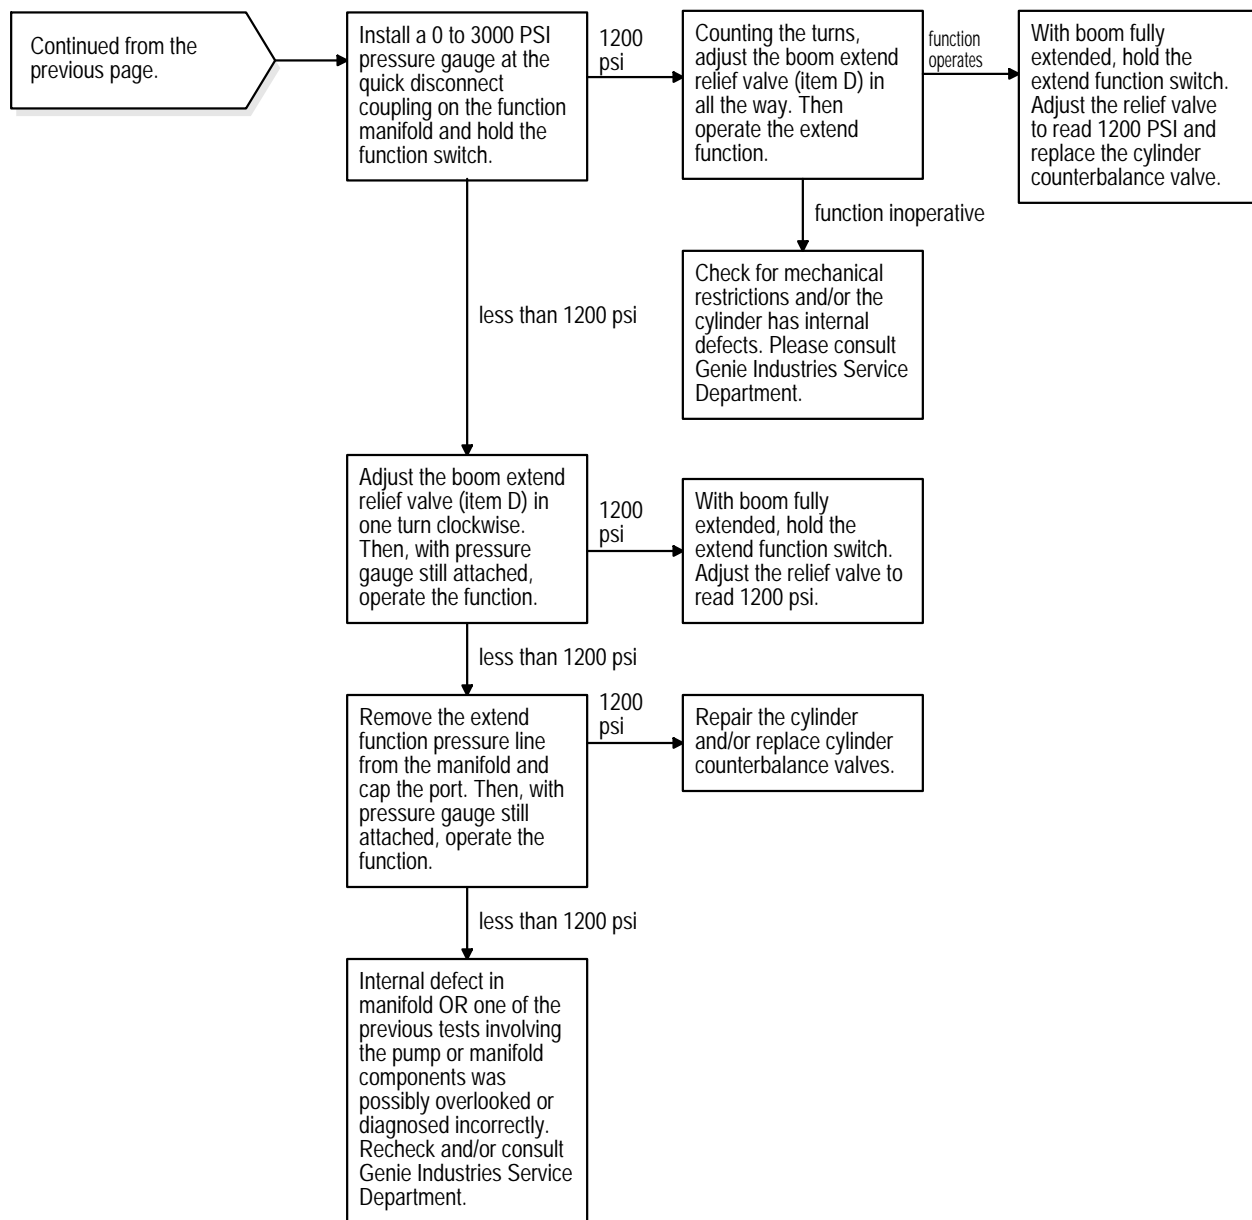 Continued from the
previous page.
Install a 0 to 3000 PSI
pressure gauge at the
quick disconnect
coupling on the function
manifold and hold the
function switch.
1200
psi
Counting the turns,
adjust the boom extend
relief valve (item D) in
all the way. Then
operate the extend
function.
function
operates
With boom fully
extended, hold the
extend function switch.
Adjust the relief valve
to read 1200 PSI and
replace the cylinder
counterbalance valve.
function inoperative
Check for mechanical
restrictions and/or the
cylinder has internal
defects. Please consult
Genie Industries Service
Department.
less than 1200 psi
Adjust the boom extend
relief valve (item D) in
one turn clockwise.
Then, with pressure
gauge still attached,
operate the function.
1200
psi
With boom fully
extended, hold the
extend function switch.
Adjust the relief valve to
read 1200 psi.
less than 1200 psi
Remove the extend
function pressure line
from the manifold and
cap the port. Then, with
pressure gauge still
attached, operate the
function.
1200
psi
Repair the cylinder
and/or replace cylinder
counterbalance valves.
less than 1200 psi
Internal defect in
manifold OR one of the
previous tests involving
the pump or manifold
components was
possibly overlooked or
diagnosed incorrectly.
Recheck and/or consult
Genie Industries Service
Department.